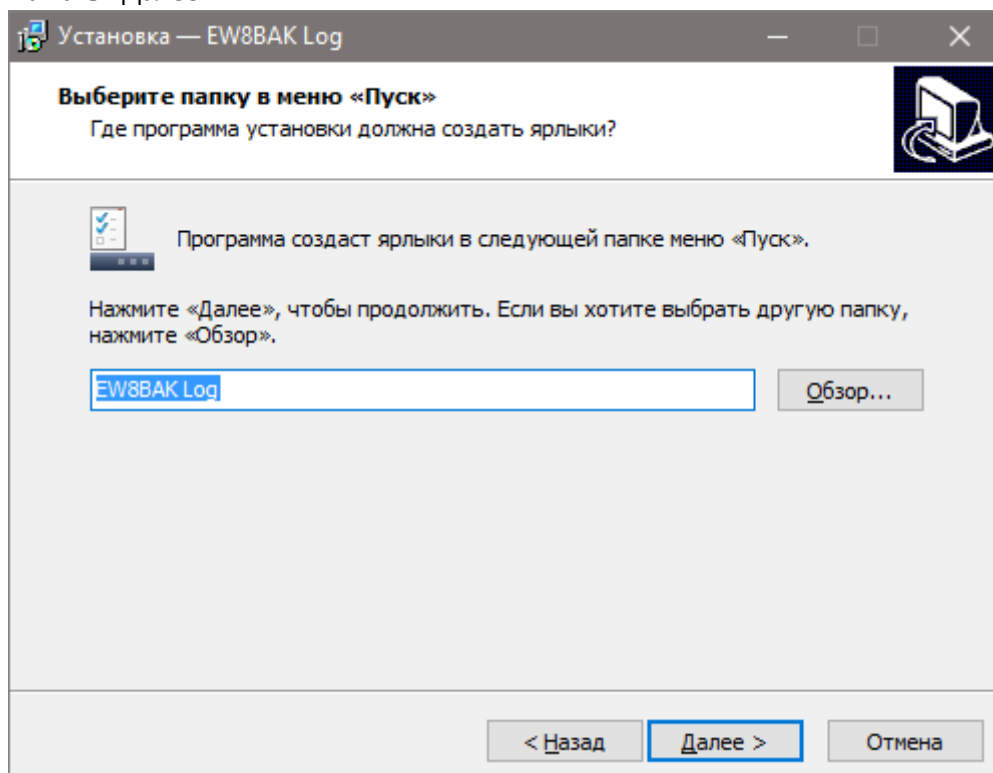 Установка — EW8BAK Log
Выберите папку в меню «Пуск»
Где программа установки должна создать ярлыки?
Программа создаст ярлыки в следующей папке меню «Пуск».
Нажмите «Далее», чтобы продолжить. Если вы хотите выбрать другую папку,
нажмите «Обзор».
EW8BAK Log
Обзор...
< Назад
Далее >
Отмена